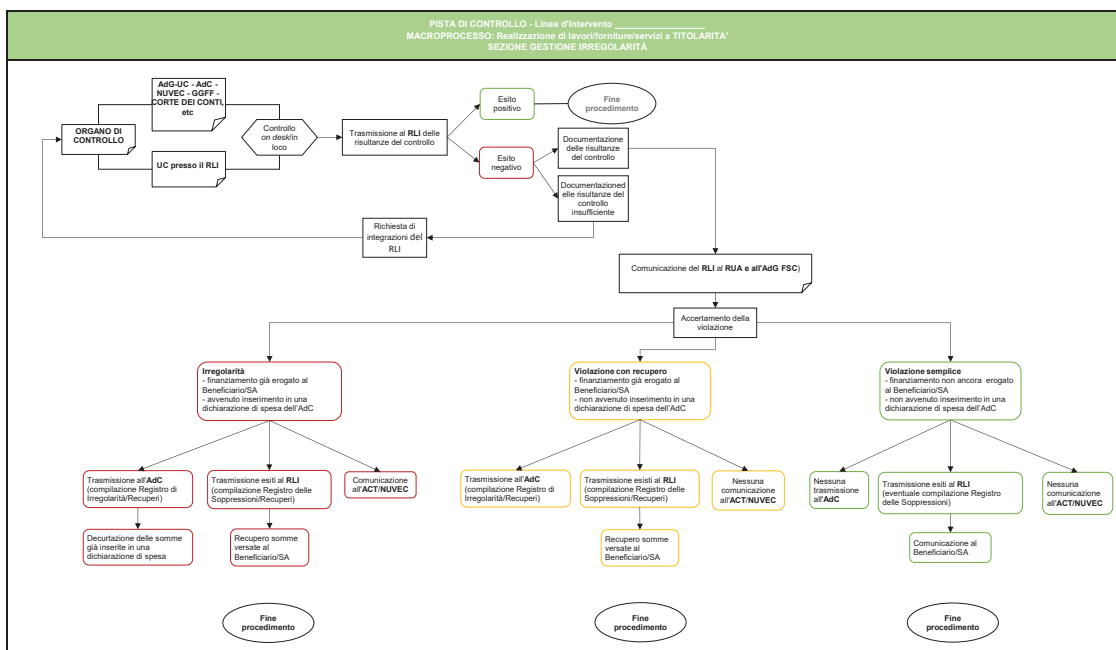 PISTA DI CONTROLLO - Linea d'Intervento ___________________
MACROPROCESSO: Realizzazione di lavori/forniture/servizi a TITOLARITA'
SEZIONE GESTIONE IRREGOLARITÀ
AdG-UC - AdC -
NUVEC - GGFF -
CORTE DEI CONTI,
etc
ORGANO DI
CONTROLLO
UC presso il RLI
Controllo
on desk/in
loco
Trasmissione al RLI delle
risultanze del controllo
Esito
positivo
Fine
procedimento
Esito
negativo
Documentazione
delle risultanze
del controllo
Documentazioned
elle risultanze del
controllo
insufficiente
Richiesta di
integrazioni del
RLI
Comunicazione del RLI al RUA e all'AdG FSC)
Accertamento della
violazione
Irregolarità
- finanziamento già erogato al
Beneficiario/SA
- avvenuto inserimento in una
dichiarazione di spesa dell'AdC
Violazione con recupero
- finanziamento già erogato al
Beneficiario/SA
- non avvenuto inserimento in una
dichiarazione di spesa dell'AdC
Violazione semplice
- finanziamento non ancora  erogato
al Beneficiario/SA
- non avvenuto inserimento in una
dichiarazione di spesa dell'AdC
Trasmissione all'AdC
(compilazione Registro di
Irregolarità/Recuperi)
Trasmissione esiti al RLI
(compilazione Registro delle
Soppressioni/Recuperi)
Comunicazione
all'ACT/NUVEC
Trasmissione all'AdC
(compilazione Registro di
Irregolarità/Recuperi)
Trasmissione esisti al RLI
(compilazione Registro delle
Soppressioni/Recuperi)
Nessuna
comunicazione
all'ACT/NUVEC
Nessuna
trasmissione
all'AdC
Trasmissione esiti al RLI
(eventuale compilazione Registro
delle Soppressioni)
Nessuna
comunicazione
all'ACT/NUVEC
Decurtazione delle somme
già inserite in una
dichiarazione di spesa
Recupero somme
versate al
Beneficiario/SA
Recupero somme
versate al
Beneficiario/SA
Comunicazione al
Beneficiario/SA
Fine
procedimento
Fine
procedimento
Fine
procedimento